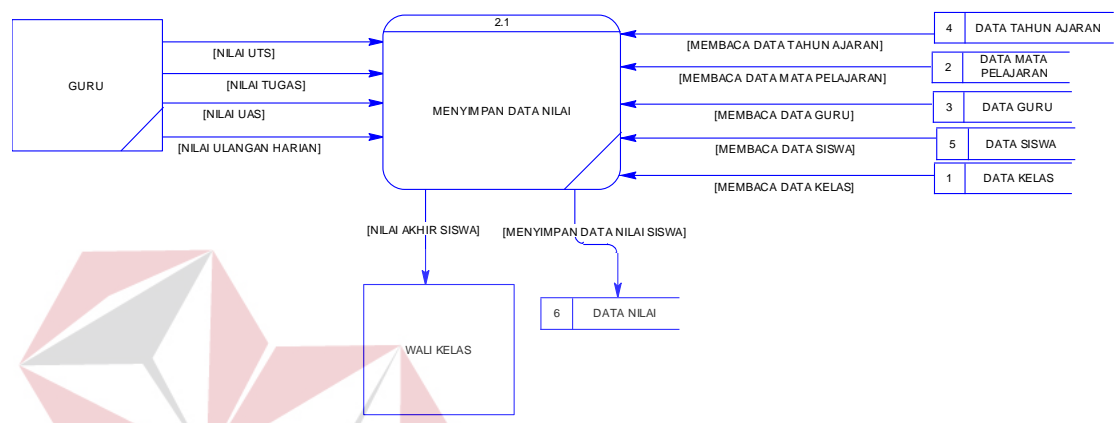 2.1
4 DATA TAHUN AJARAN
[NILAI UTS]
[MEMBACA DATA TAHUN AJARAN]
2 DATA MATA
PELAJARAN
[NILAI TUGAS]
[MEMBACA DATA MATA PELAJARAN]
GURU
MENYIMPAN DATA NILAI
3 DATA GURU
[NILAI UAS]
[MEMBACA DATA GURU]
5 DATA SISWA
[NILAI ULANGAN HARIAN]
[MEMBACA DATA SISWA]
1 DATA KELAS
[MEMBACA DATA KELAS]
[NILAI AKHIR SISWA]
[MENYIMPAN DATA NILAI SISWA]
6 DATA NILAI
WALI KELAS